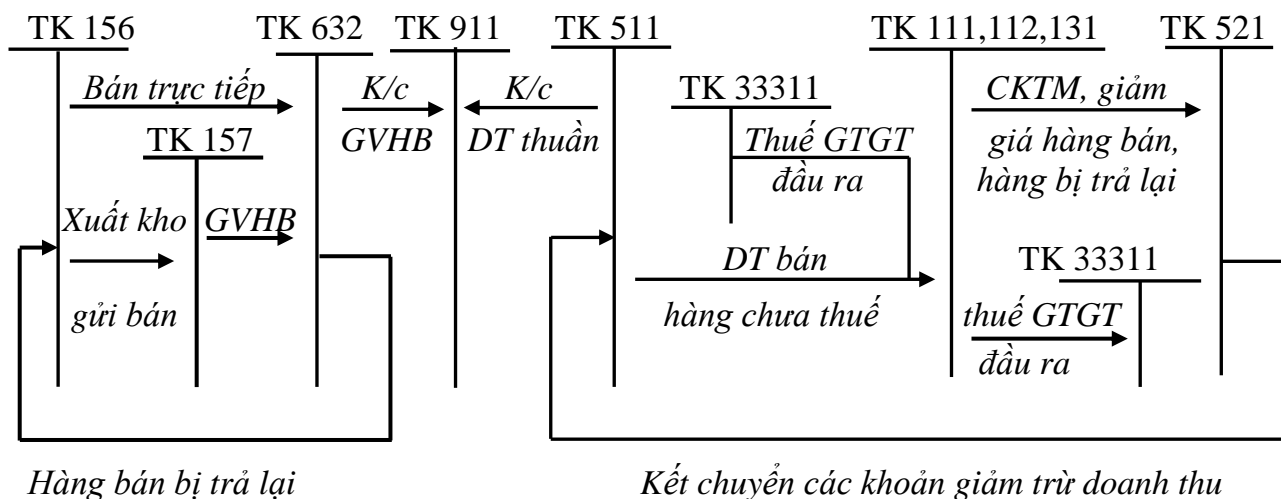 TK 156 TK 632 TK 911 TK 511 TK 111,112,131 TK 521
Bán trực tiếp
K/c
GVHB
K/c
DT thuần
TK 33311
Thuế GTGT
đầu ra
CKTM, giảm
giá hàng bán,
hàng bị trả lại
TK 157
Xuất kho
gửi bán
GVHB
DT bán
hàng chưa thuế
TK 33311
thuế GTGT
đầu ra
Hàng bán bị trả lại
Kết chuyển các khoản giảm trừ doanh thu